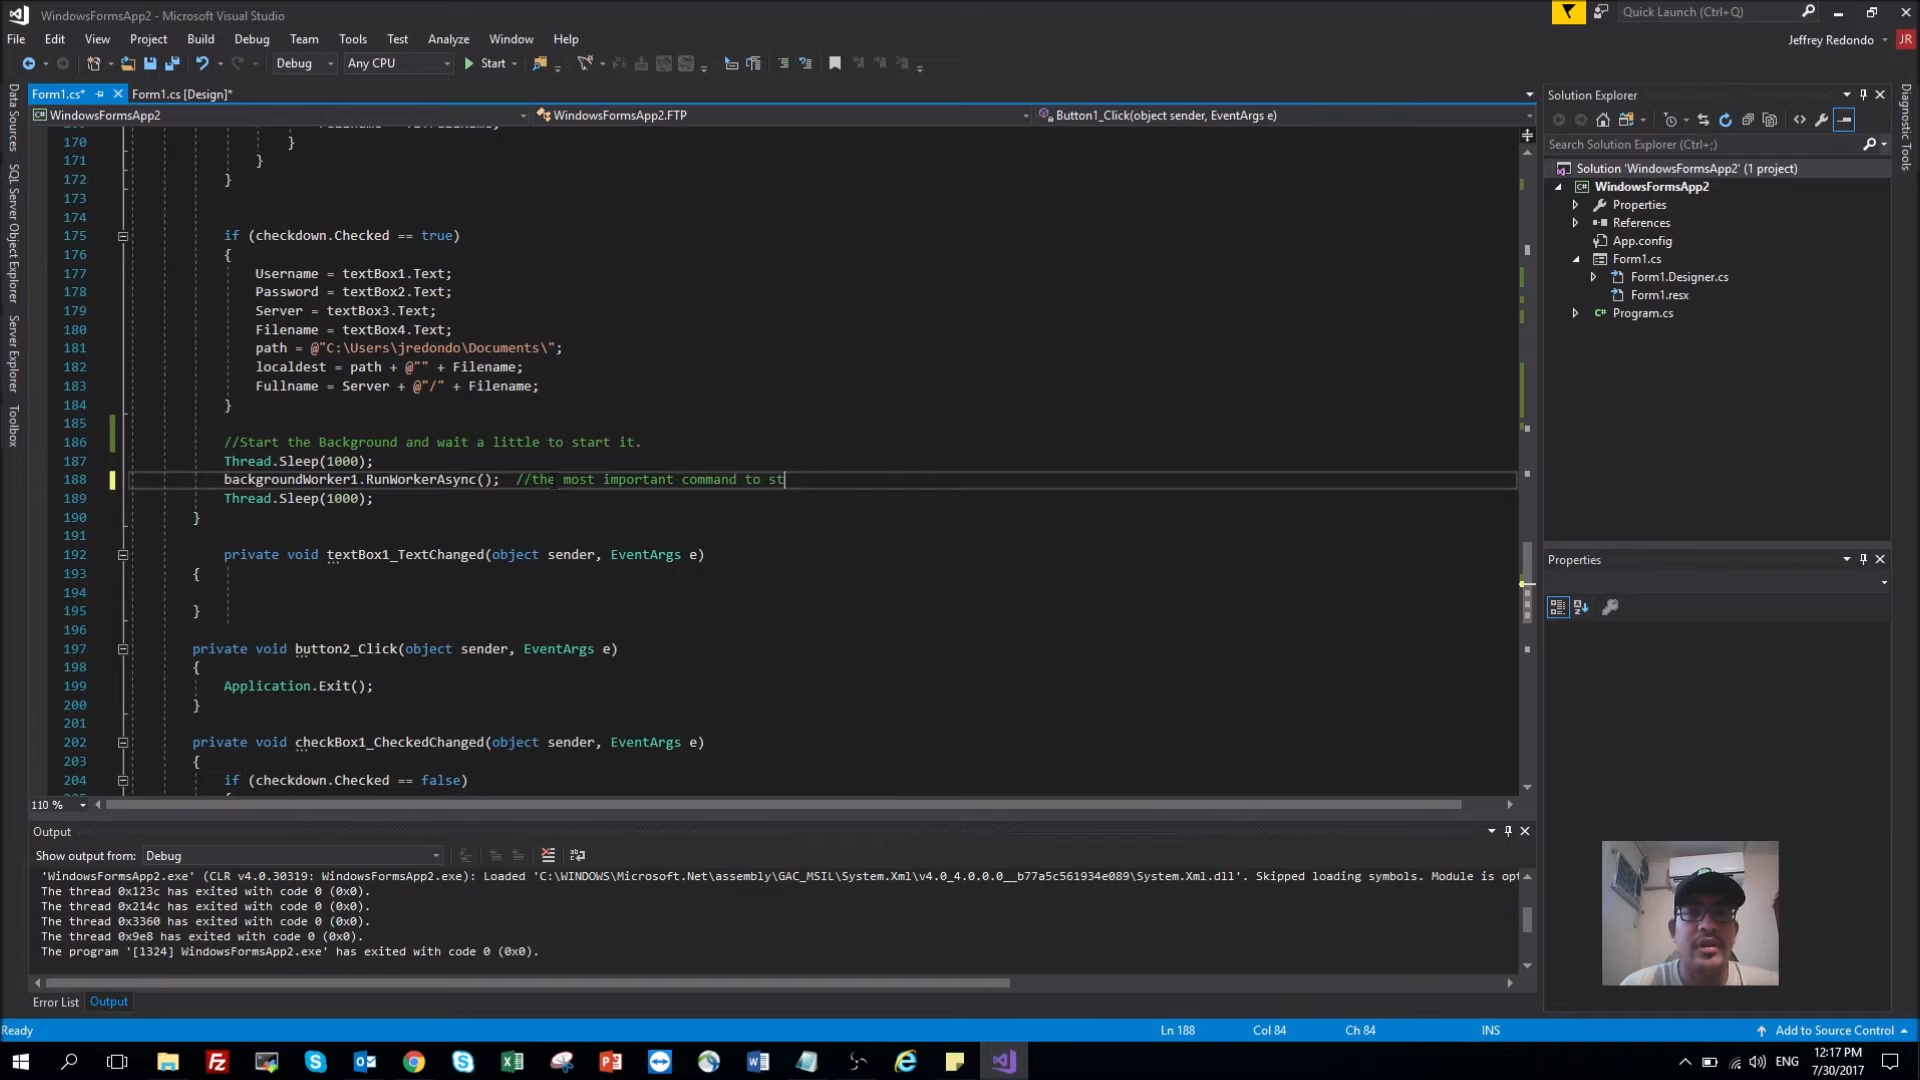 WindowsFormsApp2 - Microsoft Visual Studio
Quick Launch (Ctrl+Q)
File Edit View Project Build Debug Team Tools Test Analyze Window Help
Jeffrey Redondo JR
Debug Any CPU Start
Form1.cs* Form1.cs [Design]*
WindowsFormsApp2 WindowsFormsApp2.FTP Button1_Click(object sender, EventArgs e)
Data Sources
SQL Server Object Explorer
Server Explorer
Toolbox
170 }
171 }
172 }
173
174
175 if (checkdown.Checked == true)
176 {
177 Username = textBox1.Text;
178 Password = textBox2.Text;
179 Server = textBox3.Text;
180 Filename = textBox4.Text;
181 path = @"C:\Users\jredondo\Documents\";
182 localdest = path + @"" + Filename;
183 Fullname = Server + @"/" + Filename;
184 }
185
186 //Start the Background and wait a little to start it.
187 Thread.Sleep(1000);
188 backgroundWorker1.RunWorkerAsync(); //the most important command to st
189 Thread.Sleep(1000);
190 }
191
192 private void textBox1_TextChanged(object sender, EventArgs e)
193 {
194
195 }
196
197 private void button2_Click(object sender, EventArgs e)
198 {
199 Application.Exit();
200 }
201
202 private void checkBox1_CheckedChanged(object sender, EventArgs e)
203 {
204 if (checkdown.Checked == false)
110 %
Output
Show output from: Debug
'WindowsFormsApp2.exe' (CLR v4.0.30319: WindowsFormsApp2.exe): Loaded 'C:\WINDOWS\Microsoft.Net\assembly\GAC_MSIL\System.Xml\v4.0_4.0.0.0__b77a5c561934e089\System.Xml.dll'. Skipped loading symbols. Module is opt
The thread 0x123c has exited with code 0 (0x0).
The thread 0x214c has exited with code 0 (0x0).
The thread 0x3360 has exited with code 0 (0x0).
The thread 0x9e8 has exited with code 0 (0x0).
The program '[1324] WindowsFormsApp2.exe' has exited with code 0 (0x0).
Error List Output
Solution Explorer
Search Solution Explorer (Ctrl+;)
Solution 'WindowsFormsApp2' (1 project)
WindowsFormsApp2
Properties
References
App.config
Form1.cs
Form1.Designer.cs
Form1.resx
Program.cs
Properties
Diagnostic Tools
Ready Ln 188 Col 84 Ch 84 INS Add to Source Control
ENG 12:17 PM
7/30/2017